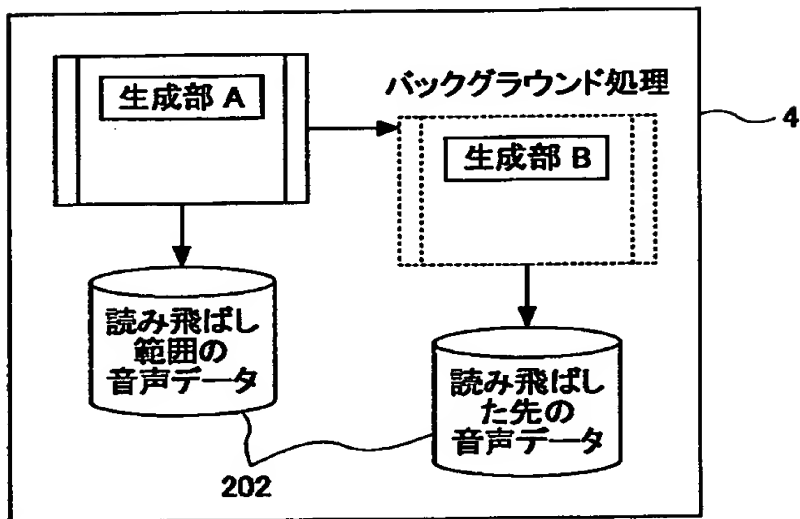 生成部 A
バックグラウンド処理
4
生成部 B
読み飛ばし
範囲の
音声データ
読み飛ばし
た先の
音声データ
202